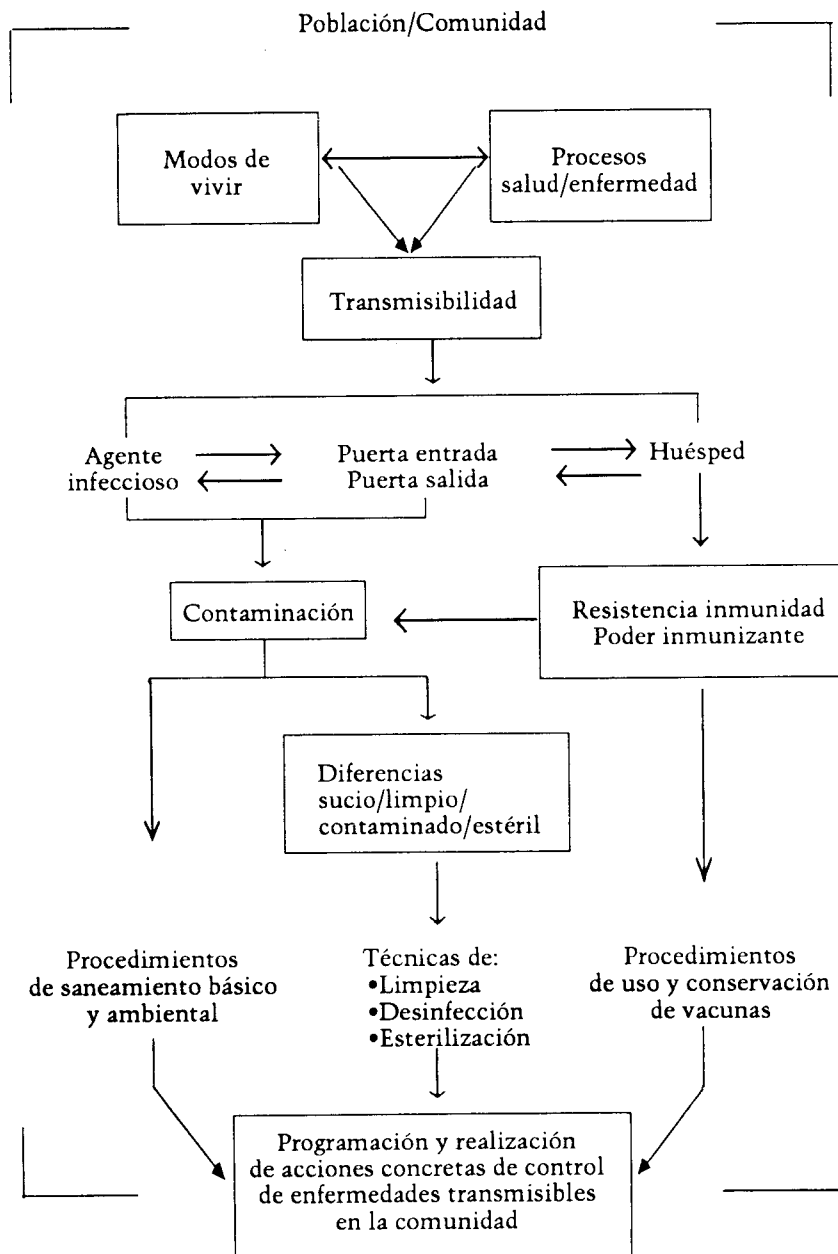 Población/Comunidad
Modos de
vivir
Procesos
salud/enfermedad
Transmisibilidad
Agente
infeccioso
Puerta entrada
Puerta salida
Huésped
Contaminación
Resistencia inmunidad
Poder inmunizante
Diferencias
sucio/limpio/
contaminado/estéril
Procedimientos
de saneamiento básico
y ambiental
Técnicas de:
•Limpieza
•Desinfección
•Esterilización
Procedimientos
de uso y conservación
de vacunas
Programación y realización
de acciones concretas de control
de enfermedades transmisibles
en la comunidad